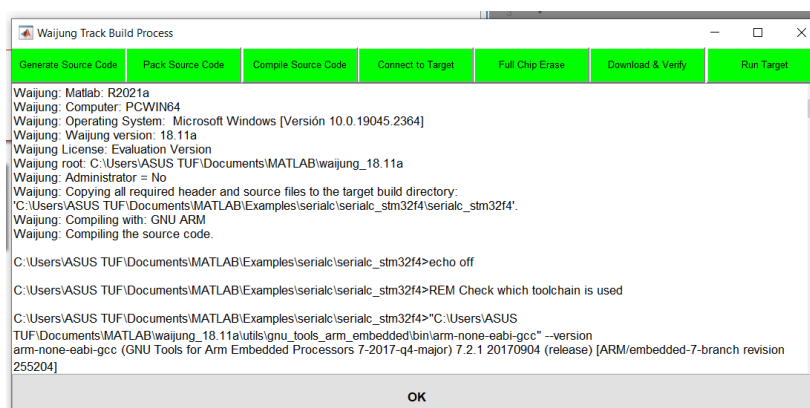 3
Waijung Track Build Process
Generate Source Code Pack Source Code Compile Source Code Connect to Target Full Chip Erase Download & Verify Run Target
Waijung: Matlab: R2021a
Waijung: Computer: PCWIN64
Waijung: Operating System:  Microsoft Windows [Versión 10.0.19045.2364]
Waijung: Waijung version: 18.11a
Waijung License: Evaluation Version
Waijung root: C:\Users\ASUS TUF\Documents\MATLAB\waijung_18.11a
Waijung: Administrator = No
Waijung: Copying all required header and source files to the target build directory:
'C:\Users\ASUS TUF\Documents\MATLAB\Examples\serialc\serialc_stm32f4\serialc_stm32f4'.
Waijung: Compiling with: GNU ARM
Waijung: Compiling the source code.
C:\Users\ASUS TUF\Documents\MATLAB\Examples\serialc\serialc_stm32f4>echo off
C:\Users\ASUS TUF\Documents\MATLAB\Examples\serialc\serialc_stm32f4>REM Check which toolchain is used
C:\Users\ASUS TUF\Documents\MATLAB\Examples\serialc\serialc_stm32f4>"C:\Users\ASUS
TUF\Documents\MATLAB\waijung_18.11a\utils\gnu_tools_arm_embedded\bin\arm-none-eabi-gcc" --version
arm-none-eabi-gcc (GNU Tools for Arm Embedded Processors 7-2017-q4-major) 7.2.1 20170904 (release) [ARM/embedded-7-branch revision
255204]
OK